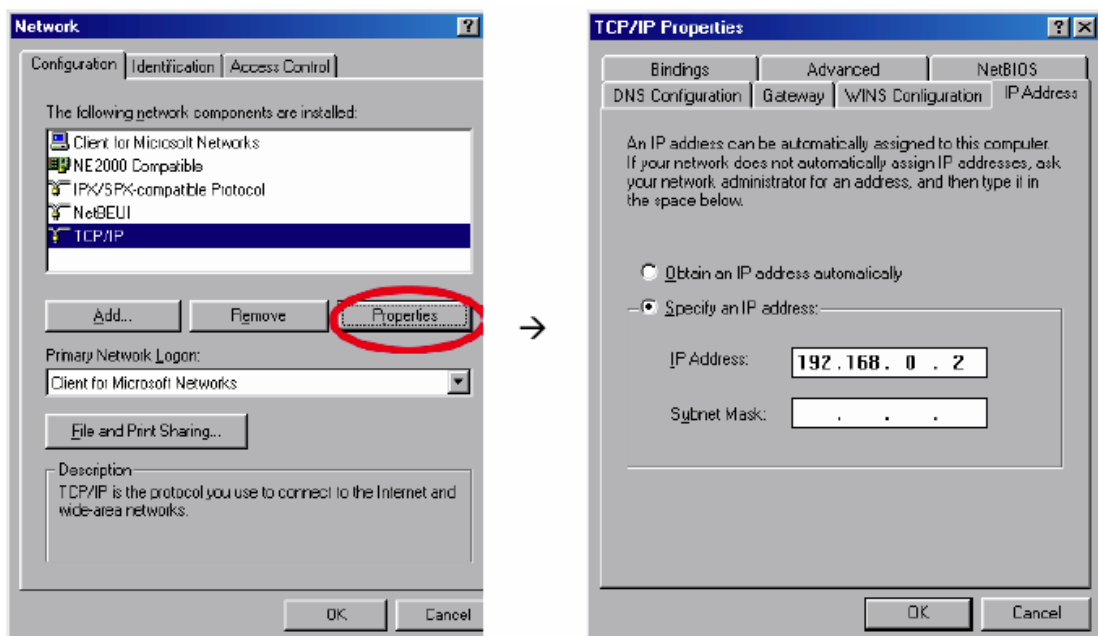 Network
?
Configuration Identification Access Control
The following network components are installed:
Client for Microsoft Networks
NE2000 Compatible
IPX/SPX-compatible Protocol
NetBEUI
TCP/IP
Add... Remove Properties
Primary Network Logon:
Client for Microsoft Networks
File and Print Sharing...
Description
TCP/IP is the protocol you use to connect to the Internet and
wide-area networks.
OK Cancel
→
TCP/IP Properties
? ×
Bindings Advanced NetBIOS
DNS Configuration Gateway WINS Configuration IP Address
An IP address can be automatically assigned to this computer.
If your network does not automatically assign IP addresses, ask
your network administrator for an address, and then type it in
the space below.
Obtain an IP address automatically
Specify an IP address:
IP Address: 192.168. 0 . 2
Subnet Mask: . . .
OK Cancel